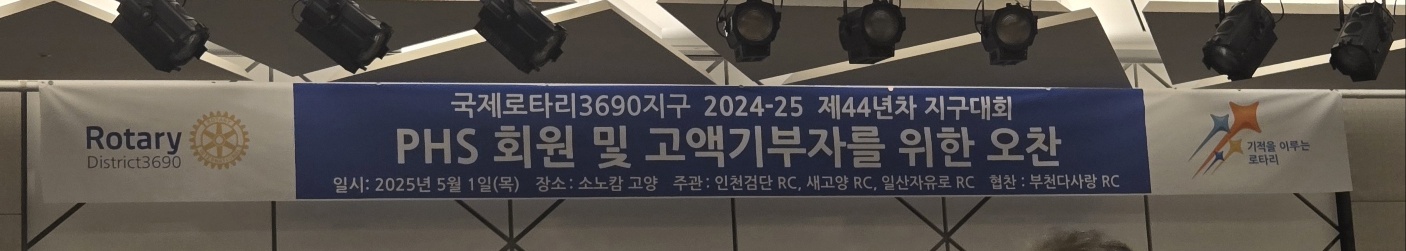 Rotary
District3690
국제로타리3690지구 2024-25 제44년차 지구대회
PHS 회원 및 고액기부자를 위한 오찬
일시: 2025년 5월 1일(목) 장소 : 소노캄 고양 주관 : 인천검단 RC, 새고양 RC, 일산자유로 RC 협찬 : 부천다사랑 RC
기적을 이루는
로타리